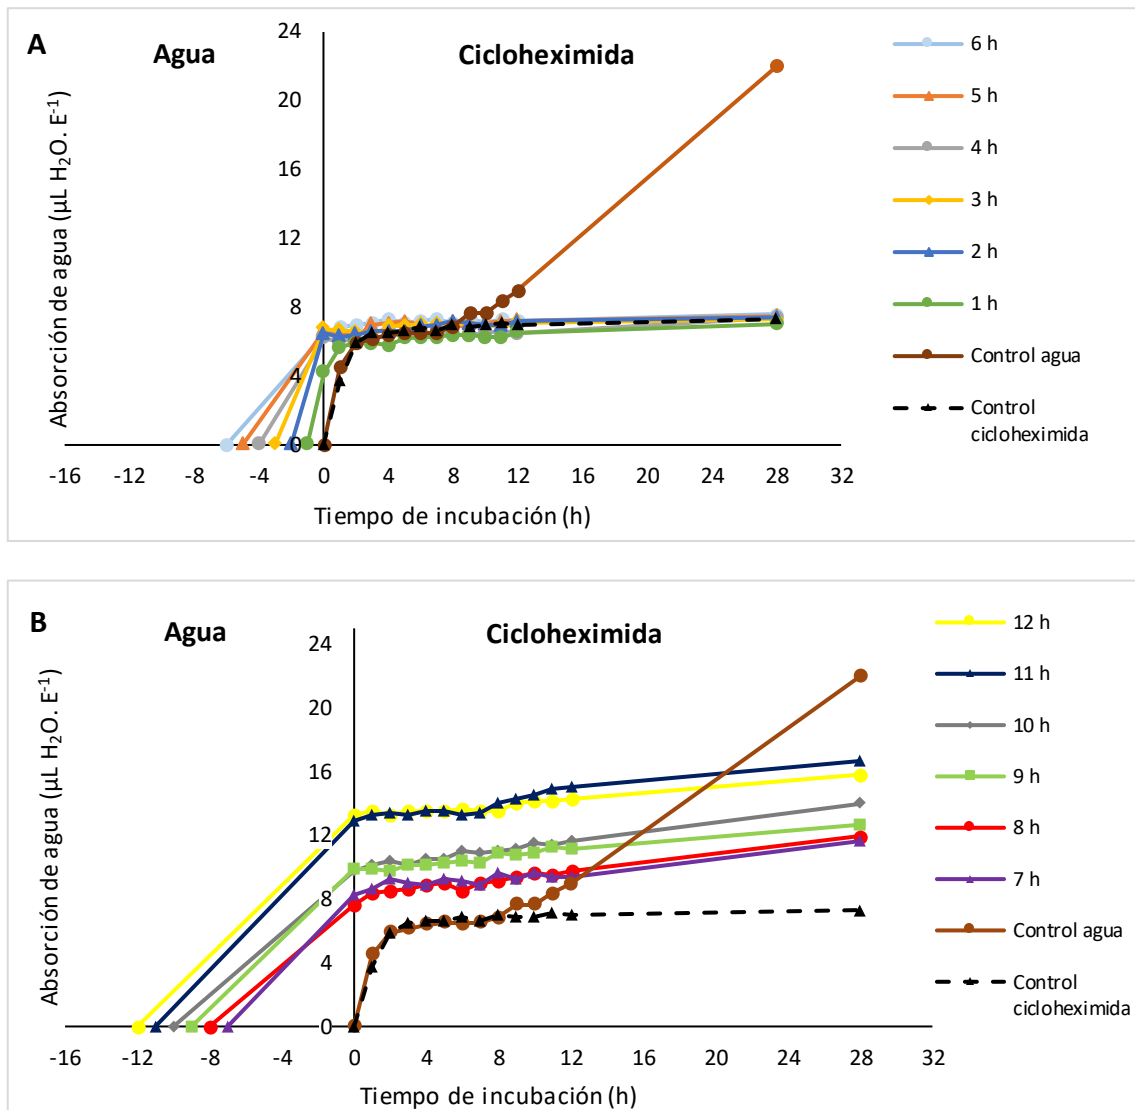 A
Agua
Cicloheximida
Absorción de agua (µL H₂O. E⁻¹)
24
20
16
12
8
4
0
-16 -12 -8 -4 0 4 8 12 16 20 24 28 32
Tiempo de incubación (h)
6 h
5 h
4 h
3 h
2 h
1 h
Control agua
Control
cicloheximida
B
Agua
Cicloheximida
Absorción de agua (µL H₂O. E⁻¹)
24
20
16
12
8
4
0
-16 -12 -8 -4 0 4 8 12 16 20 24 28 32
Tiempo de incubación (h)
12 h
11 h
10 h
9 h
8 h
7 h
Control agua
Control
cicloheximida